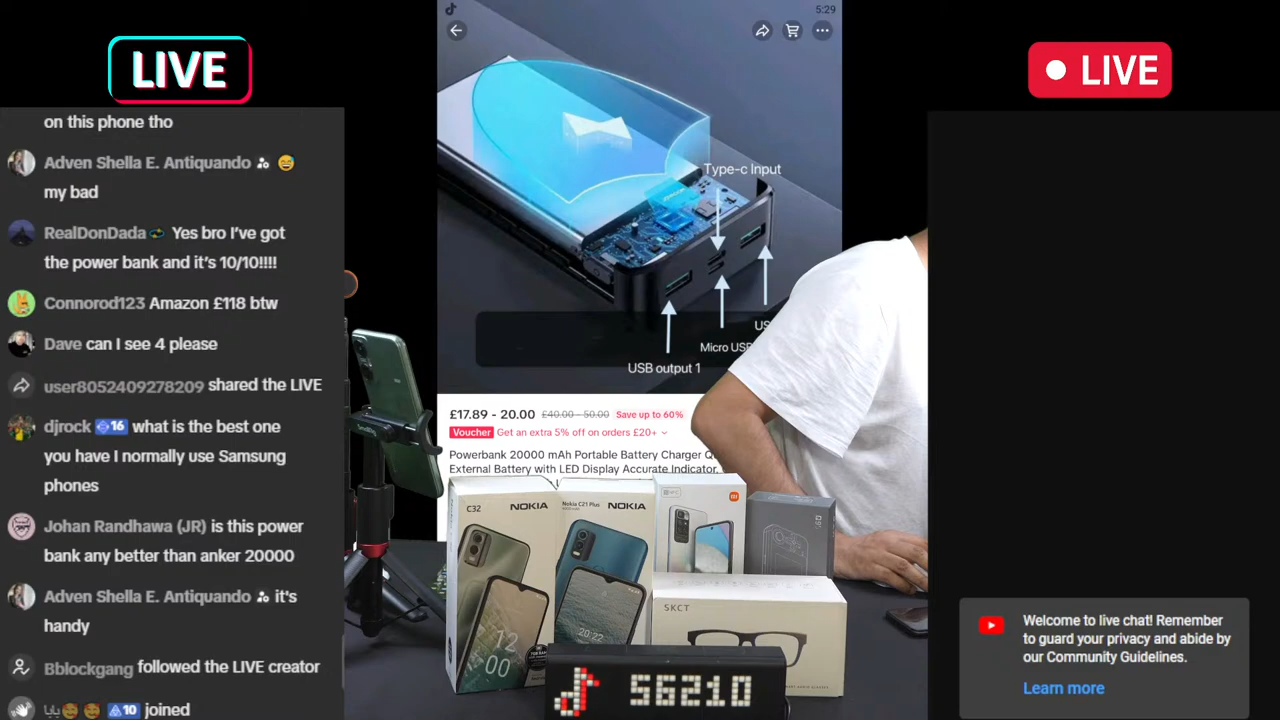 LIVE
on this phone tho
Adven Shella E. Antiquando
my bad
RealDonDada Yes bro I've got
the power bank and it's 10/10!!!!
Connorod123 Amazon £118 btw
Dave can I see 4 please
user8052409278209 shared the LIVE
djrock 16 what is the best one
you have I normally use Samsung
phones
Johan Randhawa (JR) is this power
bank any better than anker 20000
Adven Shella E. Antiquando it's
handy
Bblockgang followed the LIVE creator
بابا 10 joined
5:29
Type-c Input
US
Micro USB
USB output 1
£17.89 - 20.00 £40.00 - 50.00 Save up to 60%
Voucher Get an extra 5% off on orders £20+
Powerbank 20000 mAh Portable Battery Charger Q
External Battery with LED Display Accurate Indicator,
C32 NOKIA
Nokia C21 Plus NOKIA
NFC
12
00
20:22
SKCT
56210
LIVE
Welcome to live chat! Remember
to guard your privacy and abide by
our Community Guidelines.
Learn more